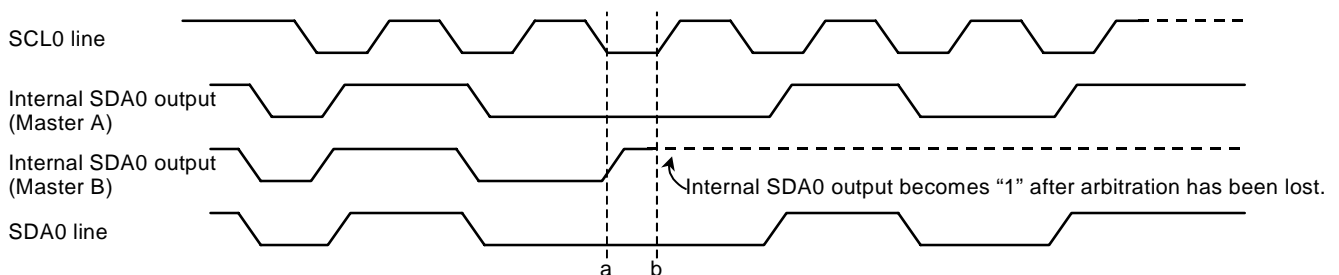 SCL0 line
Internal SDA0 output
(Master A)
Internal SDA0 output
(Master B)
Internal SDA0 output becomes “1” after arbitration has been lost.
SDA0 line
a b